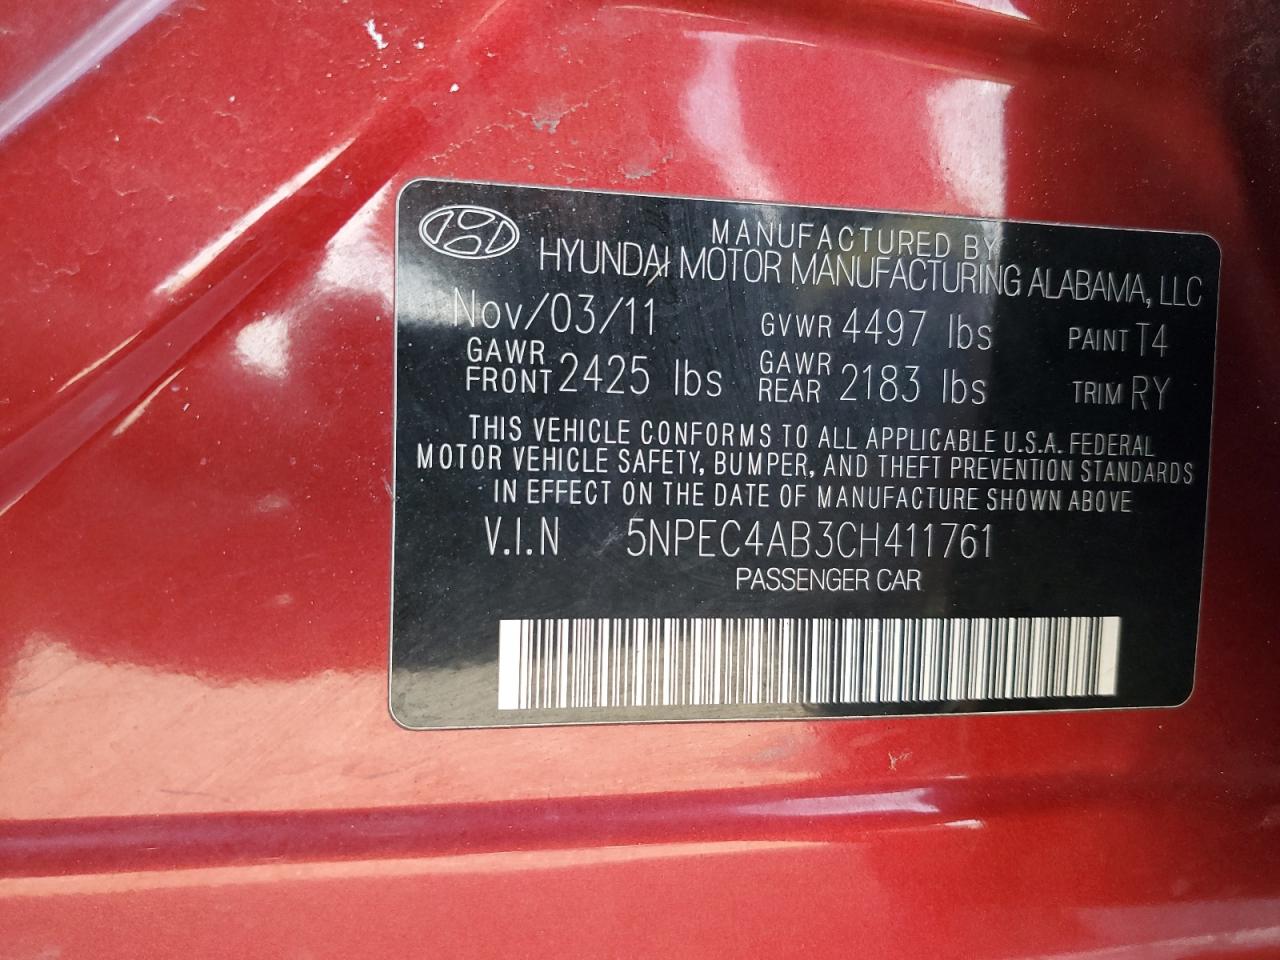 MANUFACTURED BY
HYUNDAI MOTOR MANUFACTURING ALABAMA, LLC
Nov/03/11 GVWR 4497 lbs PAINT T4
GAWR FRONT 2425 lbs GAWR REAR 2183 lbs TRIM RY
THIS VEHICLE CONFORMS TO ALL APPLICABLE U.S.A. FEDERAL
MOTOR VEHICLE SAFETY, BUMPER, AND THEFT PREVENTION STANDARDS
IN EFFECT ON THE DATE OF MANUFACTURE SHOWN ABOVE
V.I.N 5NPEC4AB3CH411761
PASSENGER CAR